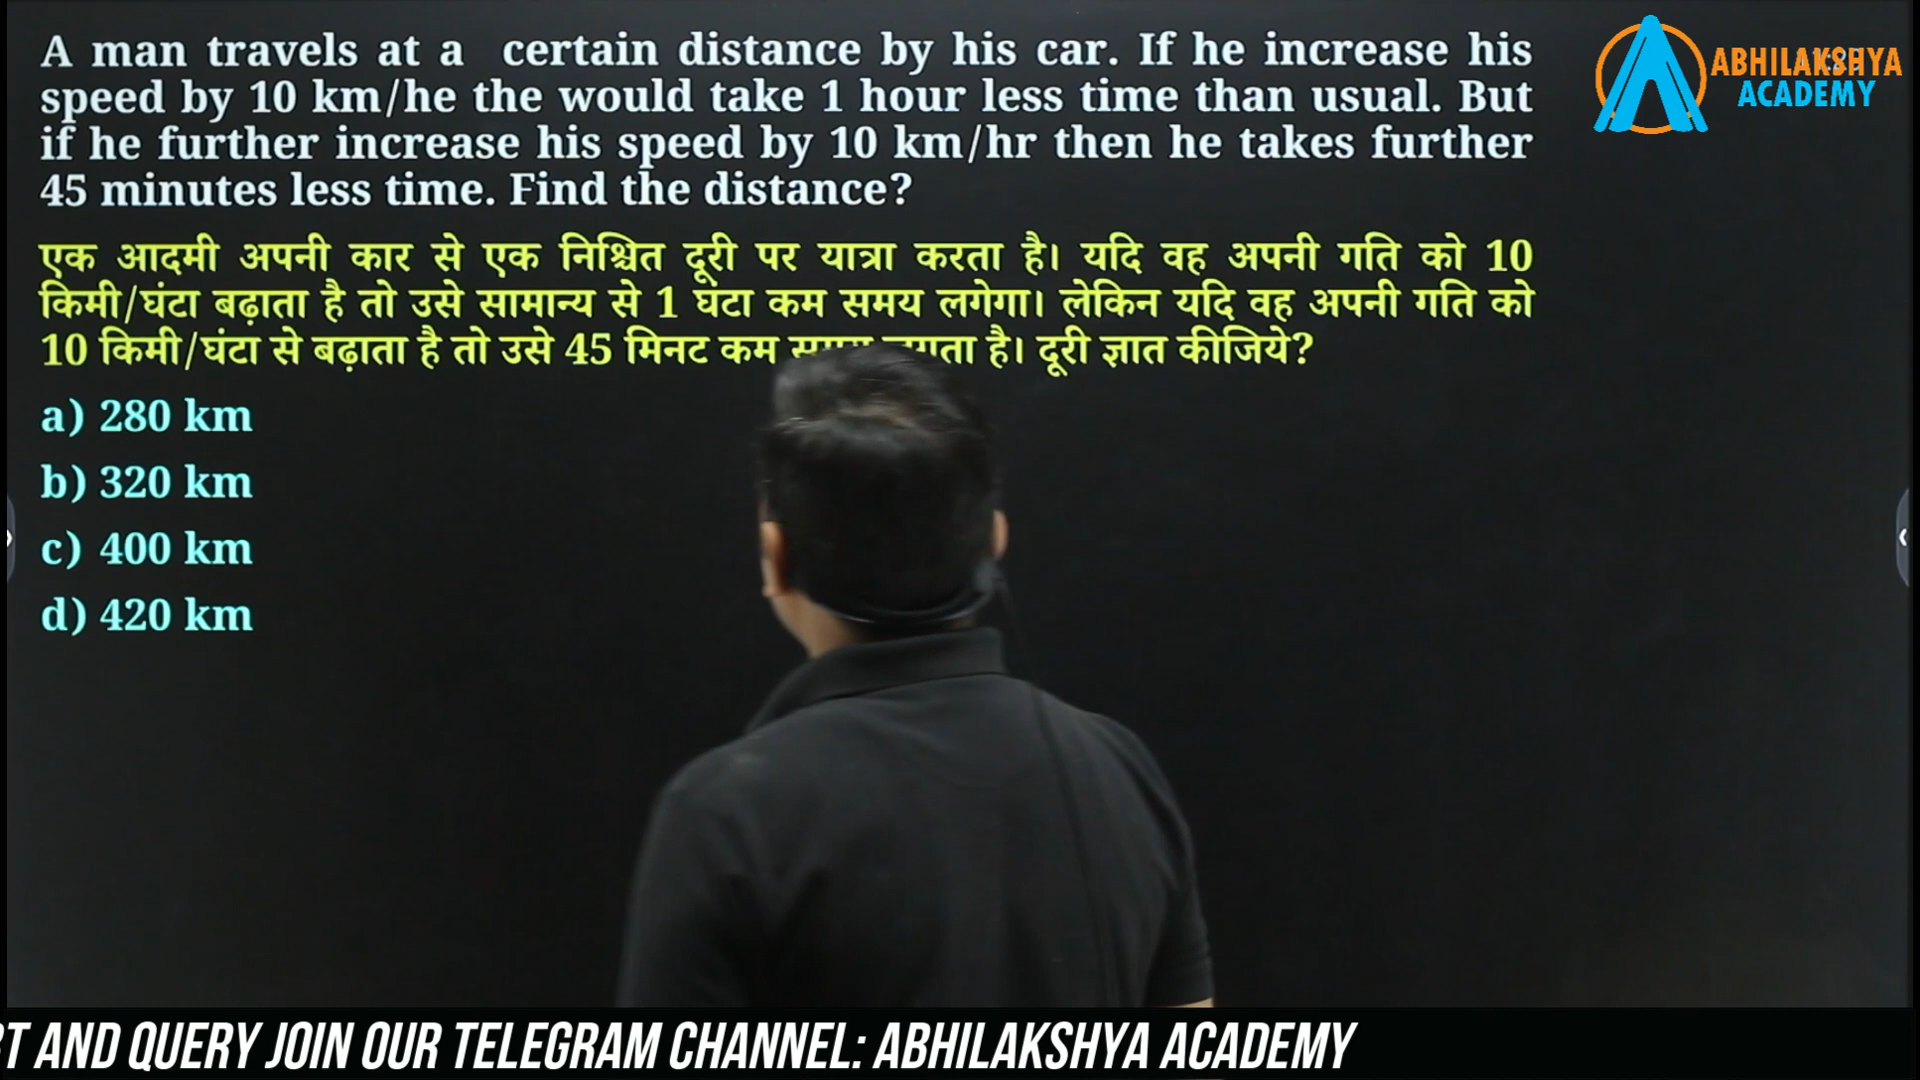 A man travels at a certain distance by his car. If he increase his
speed by 10 km/he the would take 1 hour less time than usual. But
if he further increase his speed by 10 km/hr then he takes further
45 minutes less time. Find the distance?
एक आदमी अपनी कार से एक निश्चित दूरी पर यात्रा करता है। यदि वह अपनी गति को 10
किमी/घंटा बढ़ाता है तो उसे सामान्य से 1 घंटा कम समय लगेगा। लेकिन यदि वह अपनी गति को
10 किमी/घंटा से बढ़ाता है तो उसे 45 मिनट कम है। दूरी ज्ञात कीजिये?
a) 280 km
b) 320 km
c) 400 km
d) 420 km
ABHILAKSHYA
ACADEMY
AND QUERY JOIN OUR TELEGRAM CHANNEL: ABHILAKSHYA ACADEMY